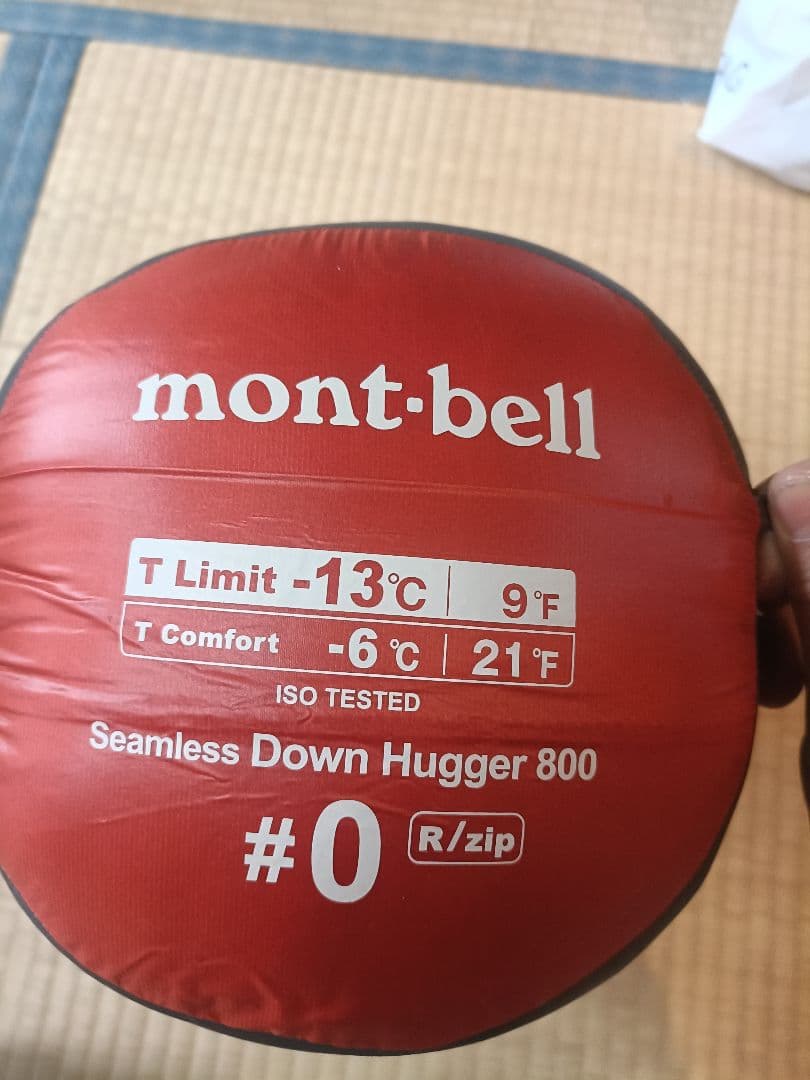 mont·bell
T Limit -13℃ 9°F
T Comfort -6℃ 21°F
ISO TESTED
Seamless Down Hugger 800
#0 R/zip